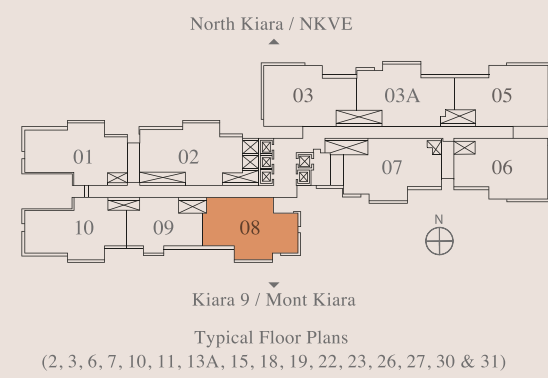 North Kiara / NKVE
03 03A 05
01 02 07 06
10 09 08
N
Kiara 9 / Mont Kiara
Typical Floor Plans
(2, 3, 6, 7, 10, 11, 13A, 15, 18, 19, 22, 23, 26, 27, 30 & 31)